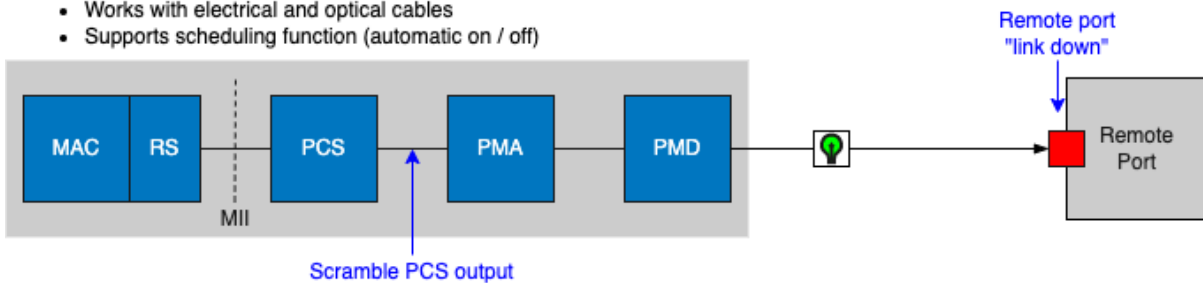 • Works with electrical and optical cables
• Supports scheduling function (automatic on / off)
Remote port
"link down"
MAC
RS
PCS
PMA
PMD
Remote
Port
MII
Scramble PCS output